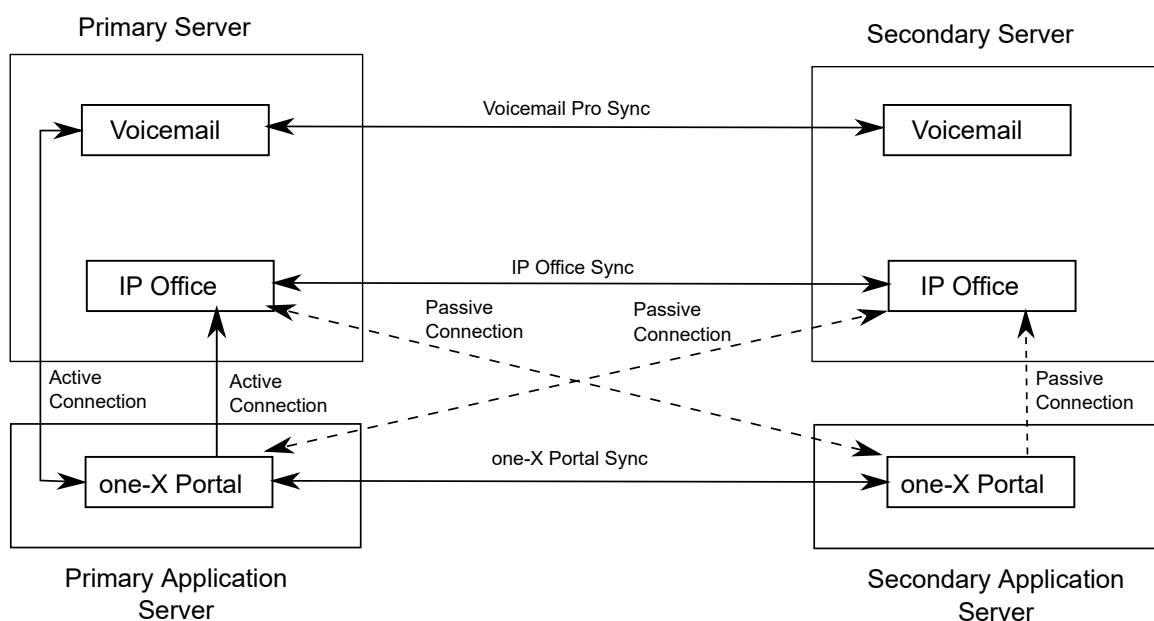 Primary Server
Secondary Server
Voicemail
Voicemail Pro Sync
Voicemail
IP Office
IP Office Sync
IP Office
Passive
Connection
Passive
Connection
Active
Connection
Active
Connection
Passive
Connection
one-X Portal
one-X Portal Sync
one-X Portal
Primary Application
Server
Secondary Application
Server